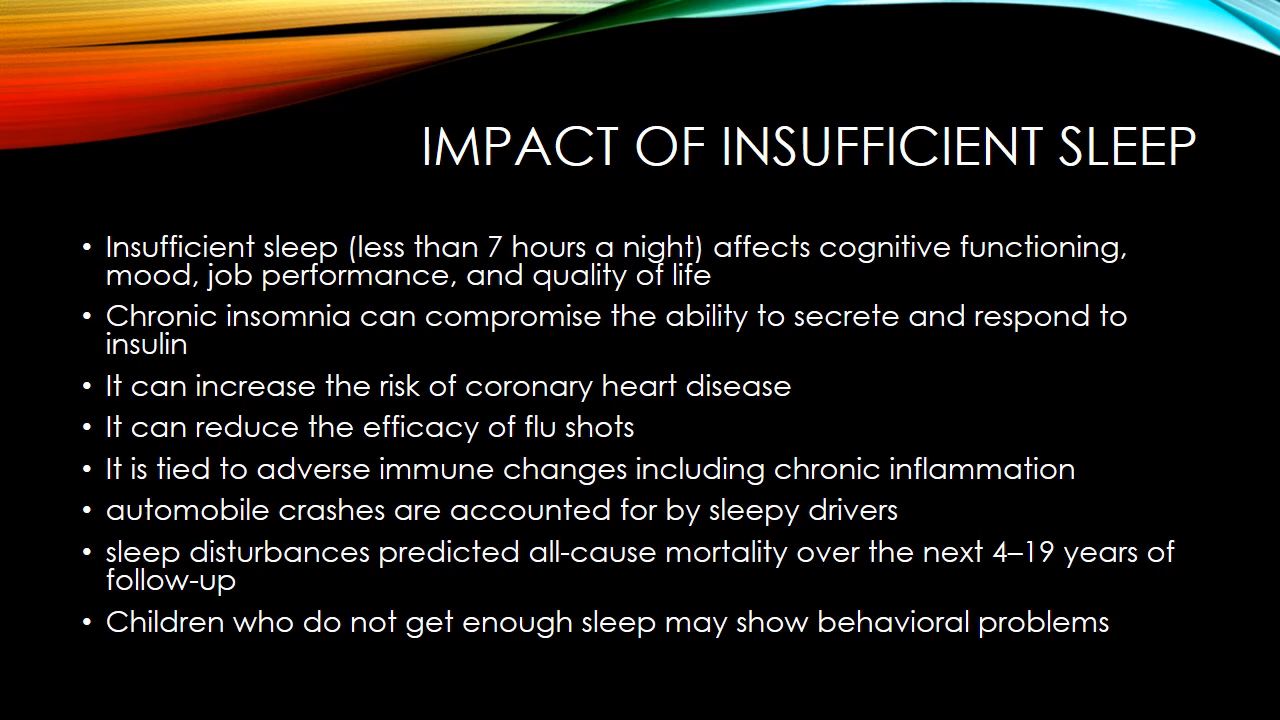 IMPACT OF INSUFFICIENT SLEEP
• Insufficient sleep (less than 7 hours a night) affects cognitive functioning,
mood, job performance, and quality of life
• Chronic insomnia can compromise the ability to secrete and respond to
insulin
• It can increase the risk of coronary heart disease
• It can reduce the efficacy of flu shots
• It is tied to adverse immune changes including chronic inflammation
• automobile crashes are accounted for by sleepy drivers
• sleep disturbances predicted all-cause mortality over the next 4–19 years of
follow-up
• Children who do not get enough sleep may show behavioral problems